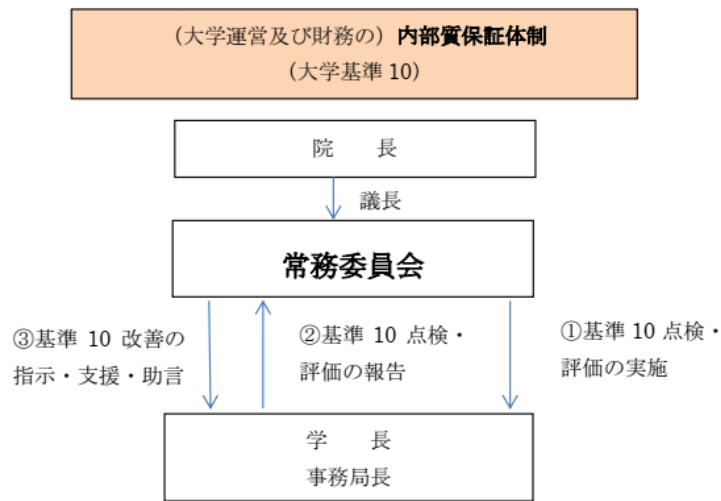 (大学運営及び財務の) 内部質保証体制
(大学基準 10)
院　　長
議長
常務委員会
③基準 10 改善の
指示・支援・助言
②基準 10 点検・
評価の報告
①基準 10 点検・
評価の実施
学　　長
事務局長